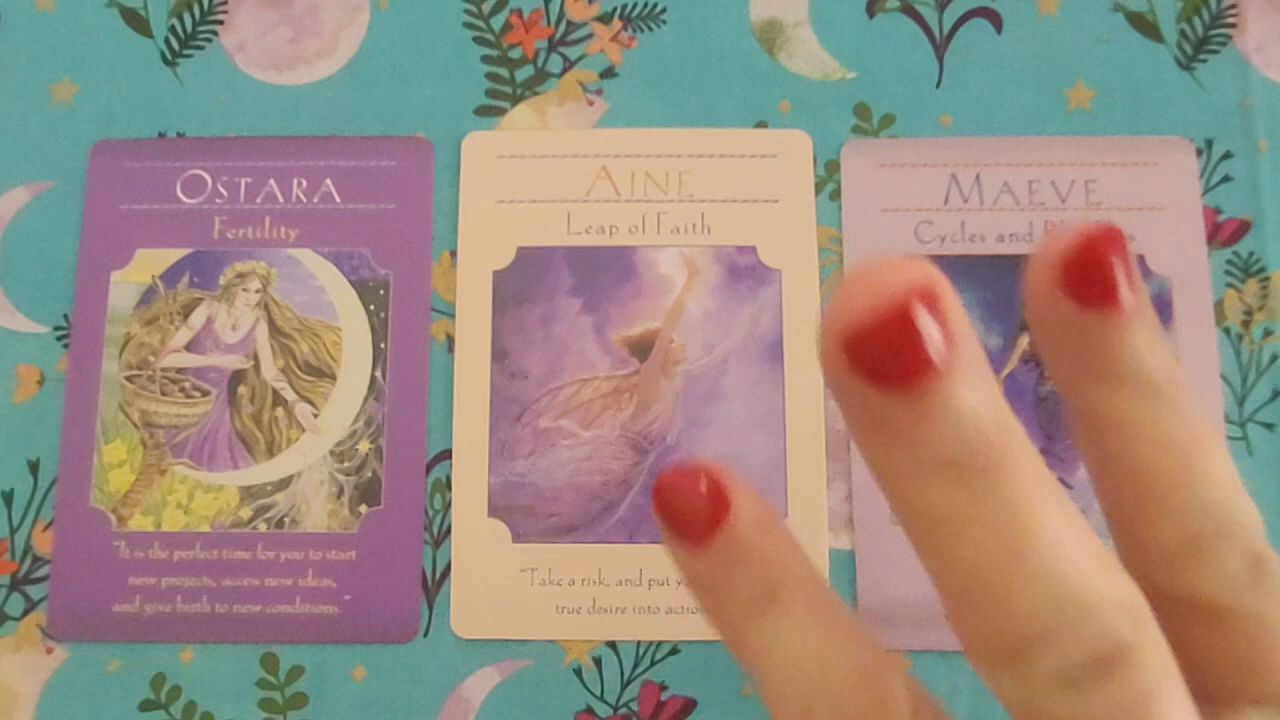 OSTARA
Fertility
"It is the perfect time for you to start
new projects, access new ideas,
and give birth to new conditions."
AINE
Leap of Faith
"Take a risk, and put
true desire into
MAEVE
Cycles and